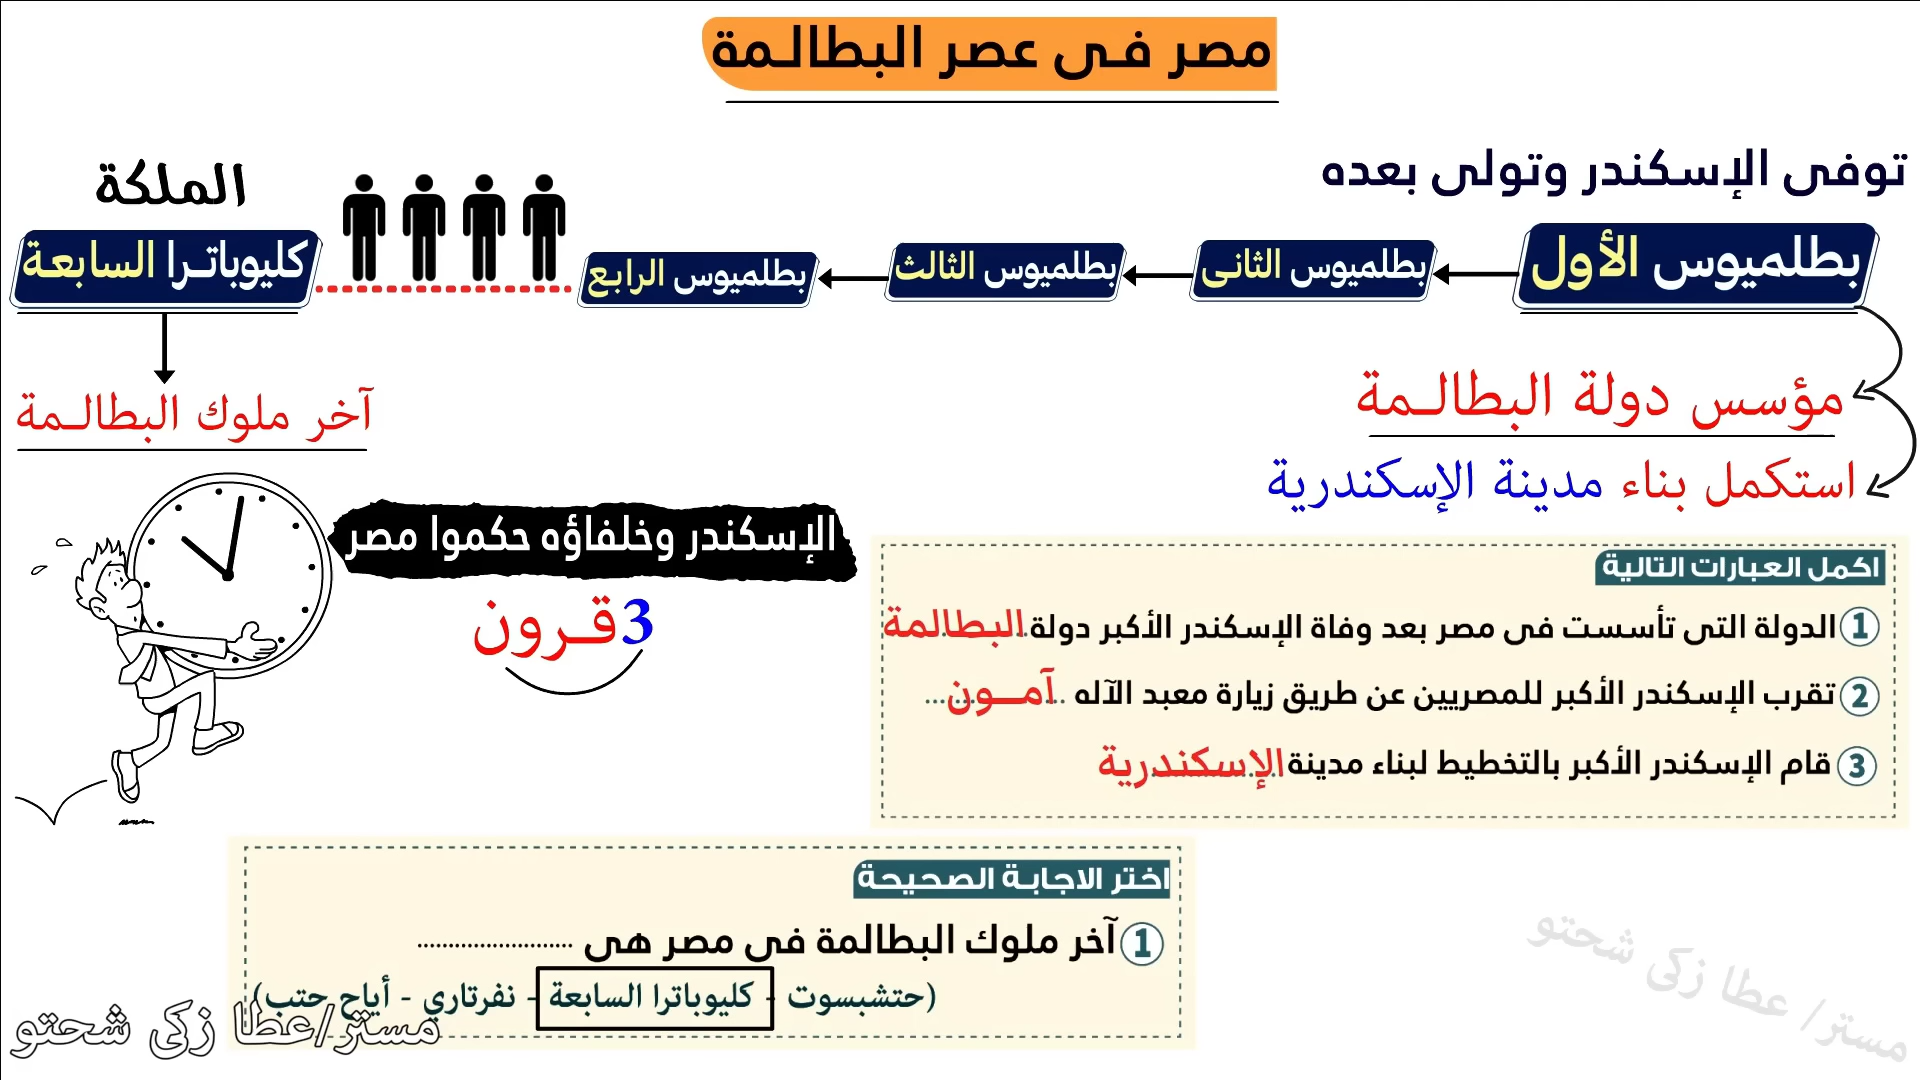 مصر فى عصر البطالـمة
توفى الإسكندر وتولى بعده
بطلميوس الأول
بطلميوس الثانى
بطلميوس الثالث
بطلميوس الرابع
الملكة
كليوباتـرا السابعة
مؤسس دولة البطالـمة
استكمل بناء مدينة الإسكندرية
آخر ملوك البطالـمة
الإسكندر وخلفاؤه حكموا مصر
3 قـرون
اكمل العبارات التالية
1 الدولة التى تأسست فى مصر بعد وفاة الإسكندر الأكبر دولة البطالمة
2 تقرب الإسكندر الأكبر للمصريين عن طريق زيارة معبد الآله آمــون
3 قام الإسكندر الأكبر بالتخطيط لبناء مدينة الإسكندرية
اختر الاجابة الصحيحة
1 آخر ملوك البطالمة فى مصر هى .........................
(حتشبسوت - كليوباترا السابعة - نفرتاري - أياح حتب)
مستر/عطا زكى شحتو
مستر/ عطا زكى شحتو